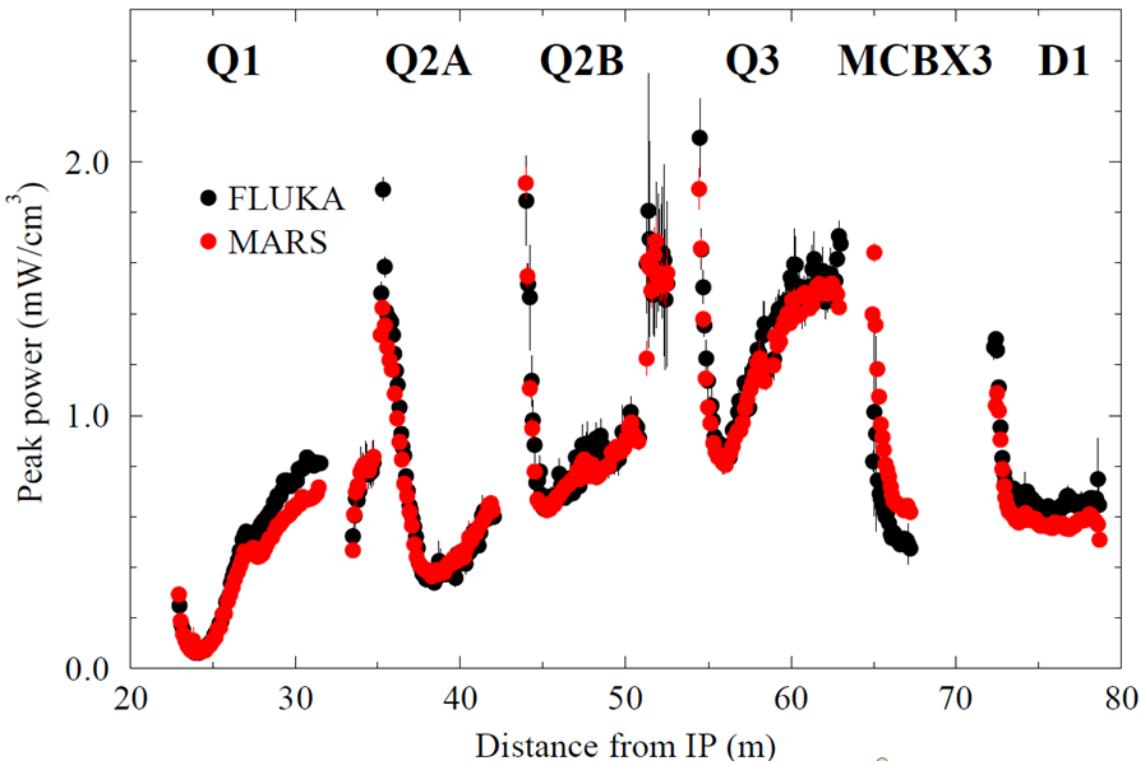 Q1 Q2A Q2B Q3 MCBX3 D1
Peak power (mW/cm³)
2.0
1.0
0.0
FLUKA
MARS
20 30 40 50 60 70 80
Distance from IP (m)